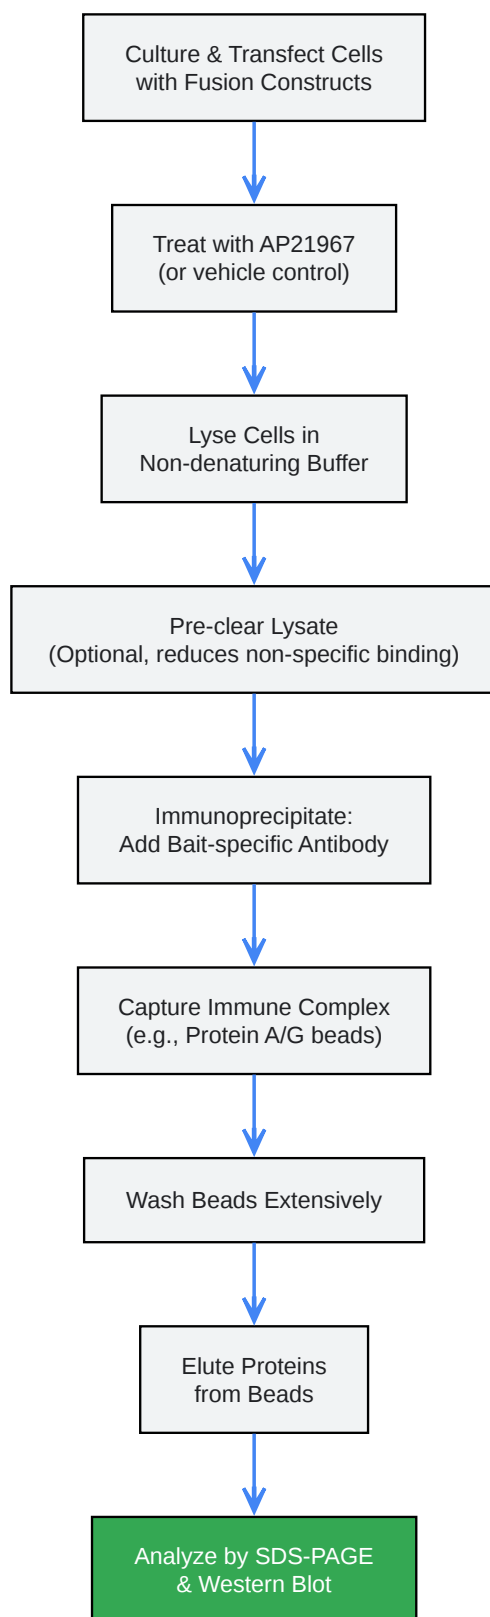 Culture & Transfect Cells
with Fusion Constructs
Treat with AP21967
(or vehicle control)
Lyse Cells in
Non-denaturing Buffer
Pre-clear Lysate
(Optional, reduces non-specific binding)
Immunoprecipitate:
Add Bait-specific Antibody
Capture Immune Complex
(e.g., Protein A/G beads)
Wash Beads Extensively
Elute Proteins
from Beads
Analyze by SDS-PAGE
& Western Blot